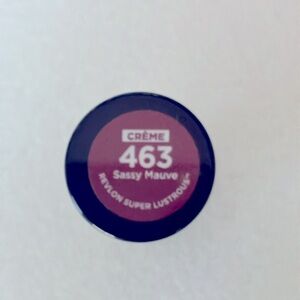 CRÈME
463
Sassy Mauve
REVLON SUPER LUSTROUS™